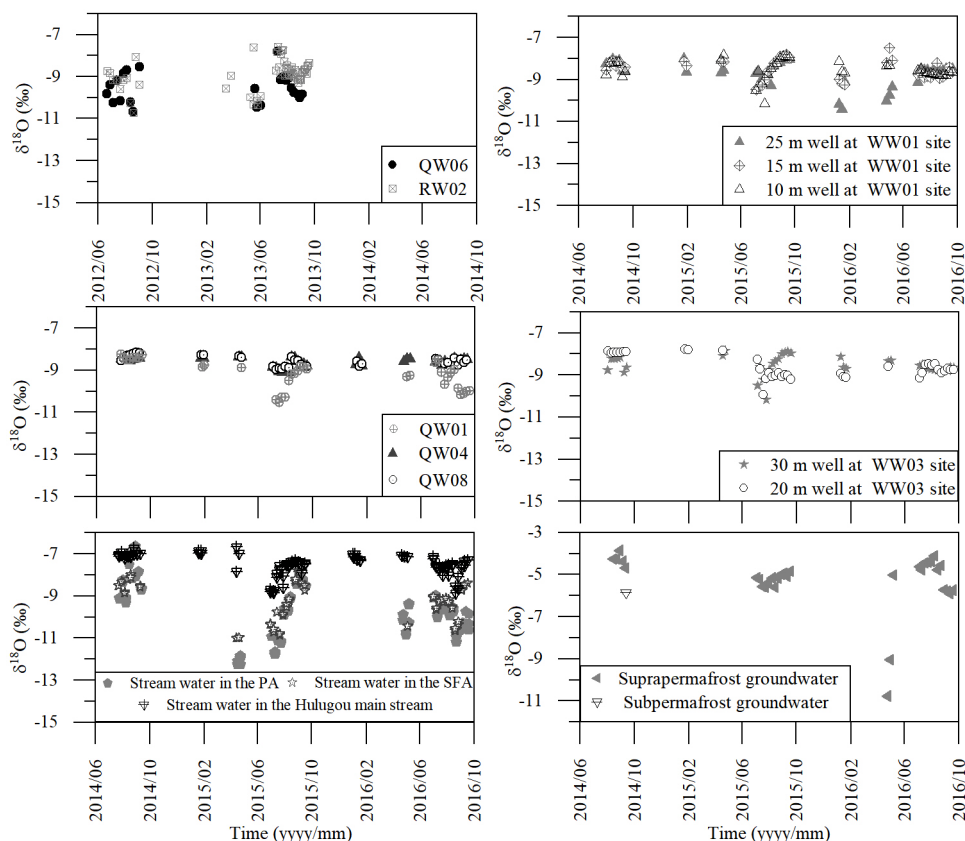 -7
-9
-11
-13
-15
δ18O (‰)
QW06
RW02
2012/06
2012/10
2013/02
2013/06
2013/10
2014/02
2014/06
2014/10
-5
-7
-9
-11
-13
-15
δ18O (‰)
25 m well at WW01 site
15 m well at WW01 site
10 m well at WW01 site
2014/06
2014/10
2015/02
2015/06
2015/10
2016/02
2016/06
2016/10
-7
-9
-11
-13
-15
δ18O (‰)
QW01
QW04
QW08
-5
-7
-9
-11
-13
-15
δ18O (‰)
30 m well at WW03 site
20 m well at WW03 site
-7
-9
-11
-13
-15
δ18O (‰)
Stream water in the PA
Stream water in the SFA
Stream water in the Hulugou main stream
2014/06
2014/10
2015/02
2015/06
2015/10
2016/02
2016/06
2016/10
Time (yyyy/mm)
-3
-5
-7
-9
-11
δ18O (‰)
Suprapermafrost groundwater
Subpermafrost groundwater
2014/06
2014/10
2015/02
2015/06
2015/10
2016/02
2016/06
2016/10
Time (yyyy/mm)